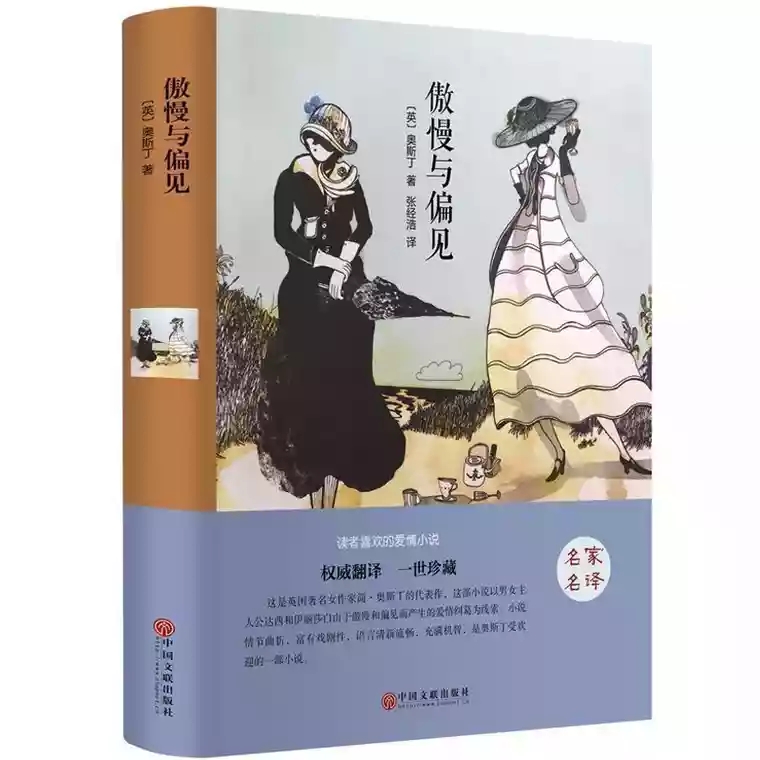 傲慢与偏见
〔英〕奥斯丁 著
中国文联出版社
傲慢与偏见
〔英〕奥斯丁 著 张经浩 译
读者喜欢的爱情小说
权威翻译 一世珍藏
这是英国著名女作家简·奥斯丁的代表作，这部小说以男女主
人公达西和伊丽莎白由于傲慢和偏见而产生的爱情纠葛为线索 小说
情节曲折，富有戏剧性，语言清新流畅，充满机智，是奥斯丁受欢
迎的一部小说。
名家
名译
中国文联出版社